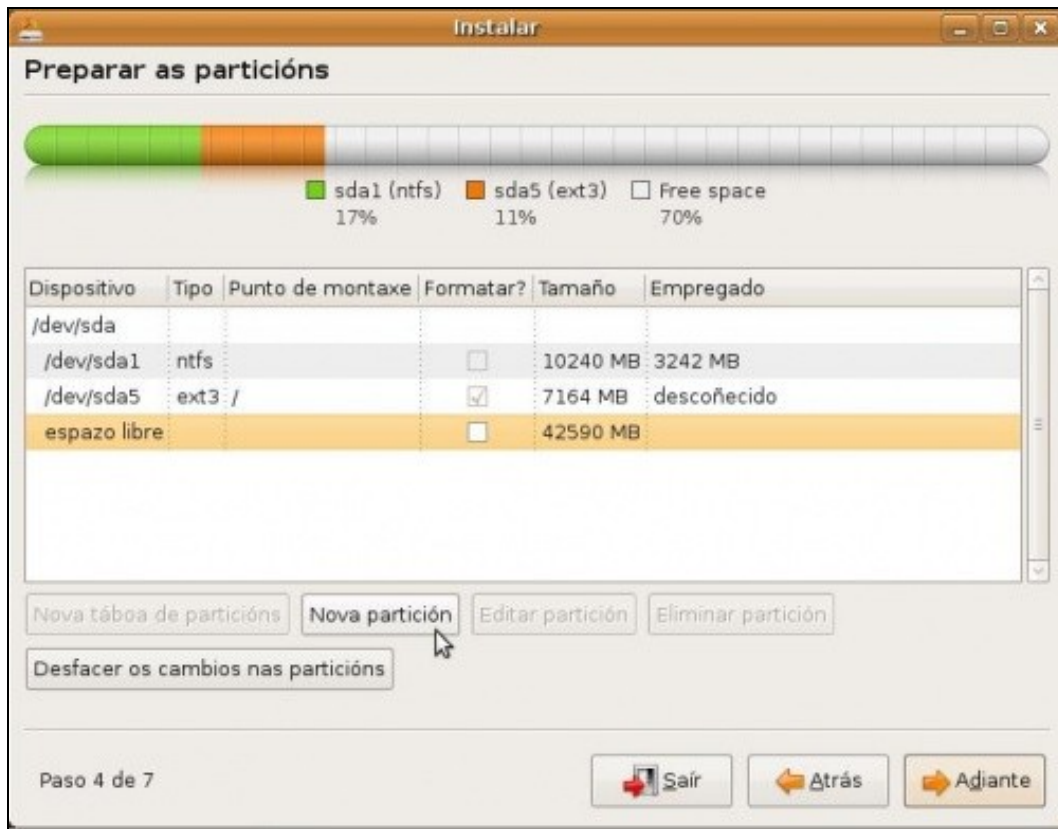 Instalar
Preparar as particións
sda1 (ntfs) sda5 (ext3) Free space
17% 11% 70%
Dispositivo Tipo Punto de montaxe Formatar? Tamaño Empregado
/dev/sda
/dev/sda1 ntfs 10240 MB 3242 MB
/dev/sda5 ext3 / 7164 MB descoñecido
espazo libre 42590 MB
Nova táboa de particións Nova partición Editar partición Eliminar partición
Desfacer os cambios nas particións
Paso 4 de 7 Saír Atrás Adiante